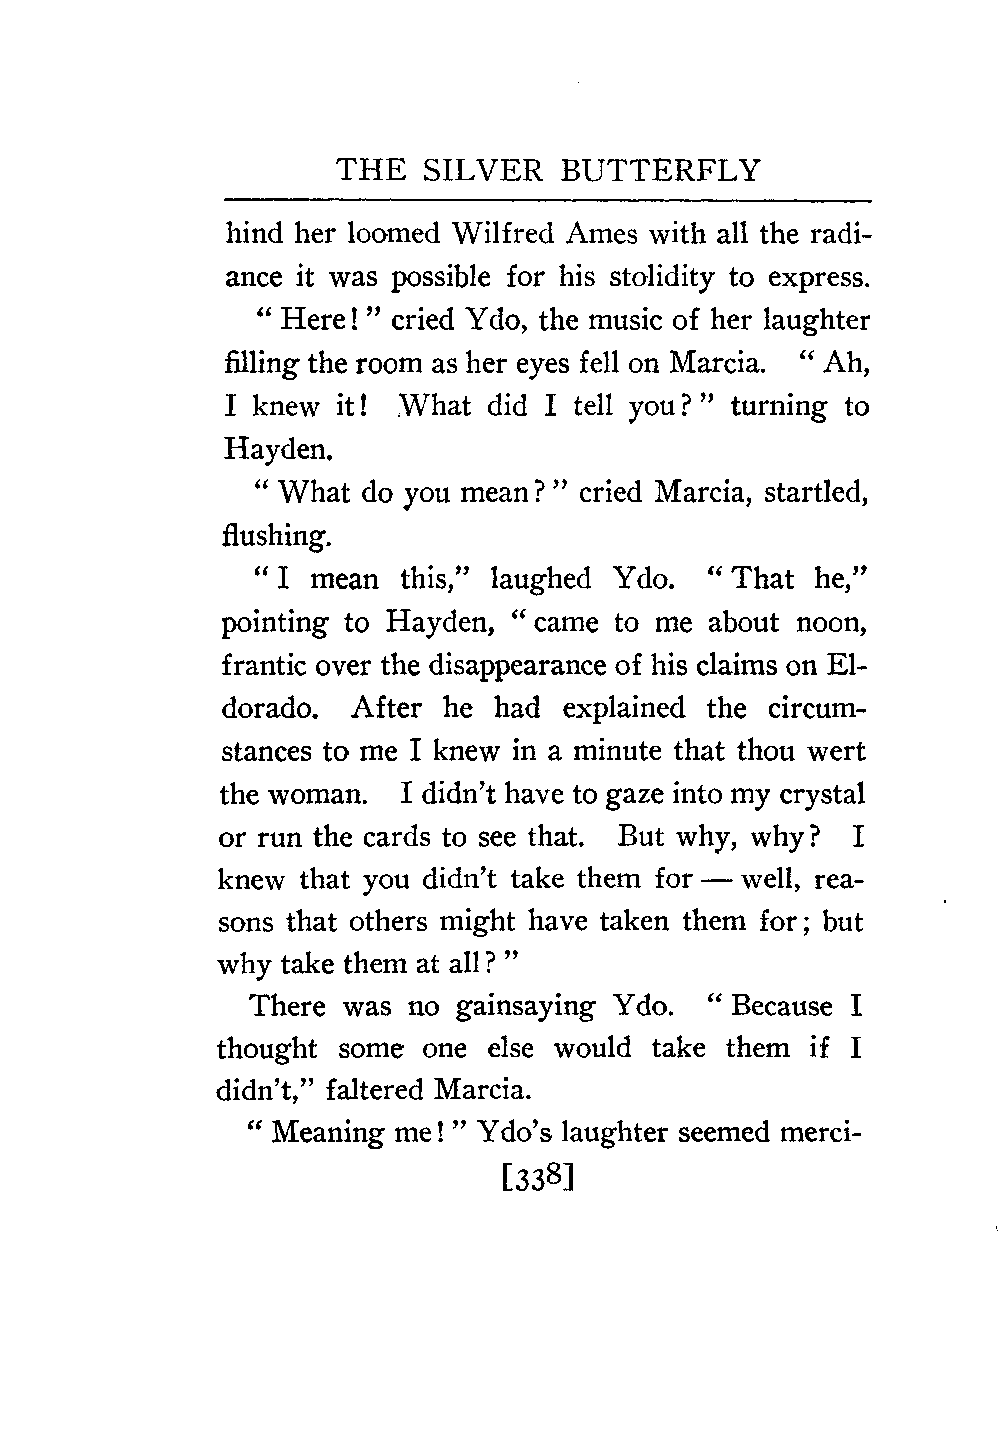 THE SILVER BUTTERFLY
hind her loomed Wilfred Ames with all the radi-
ance it was possible for his stolidity to express.
“ Here! ” cried Ydo, the music of her laughter
filling the room as her eyes fell on Marcia. “ Ah,
I knew it! What did I tell you? ” turning to
Hayden.
“ What do you mean? ” cried Marcia, startled,
flushing.
“ I mean this,” laughed Ydo. “ That he,”
pointing to Hayden, “ came to me about noon,
frantic over the disappearance of his claims on El-
dorado. After he had explained the circum-
stances to me I knew in a minute that thou wert
the woman. I didn’t have to gaze into my crystal
or run the cards to see that. But why, why? I
knew that you didn’t take them for — well, rea-
sons that others might have taken them for; but
why take them at all? ”
There was no gainsaying Ydo. “ Because I
thought some one else would take them if I
didn’t,” faltered Marcia.
“ Meaning me! ” Ydo’s laughter seemed merci-
[338]